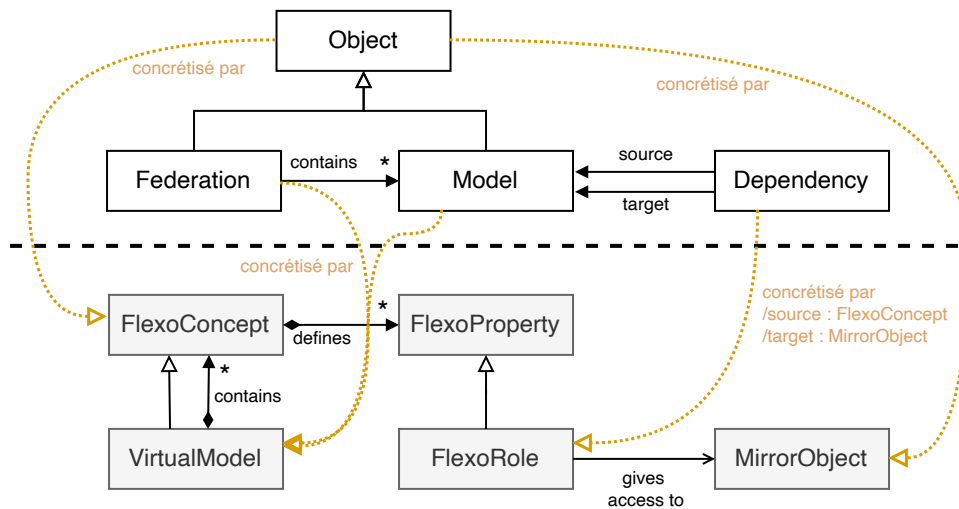 Object
concrétisé par
concrétisé par
contains
*
source
Federation
Model
Dependency
target
concrétisé par
concrétisé par
/source : FlexoConcept
/target : MirrorObject
*
FlexoConcept
FlexoProperty
defines
*
contains
VirtualModel
FlexoRole
MirrorObject
gives
access to